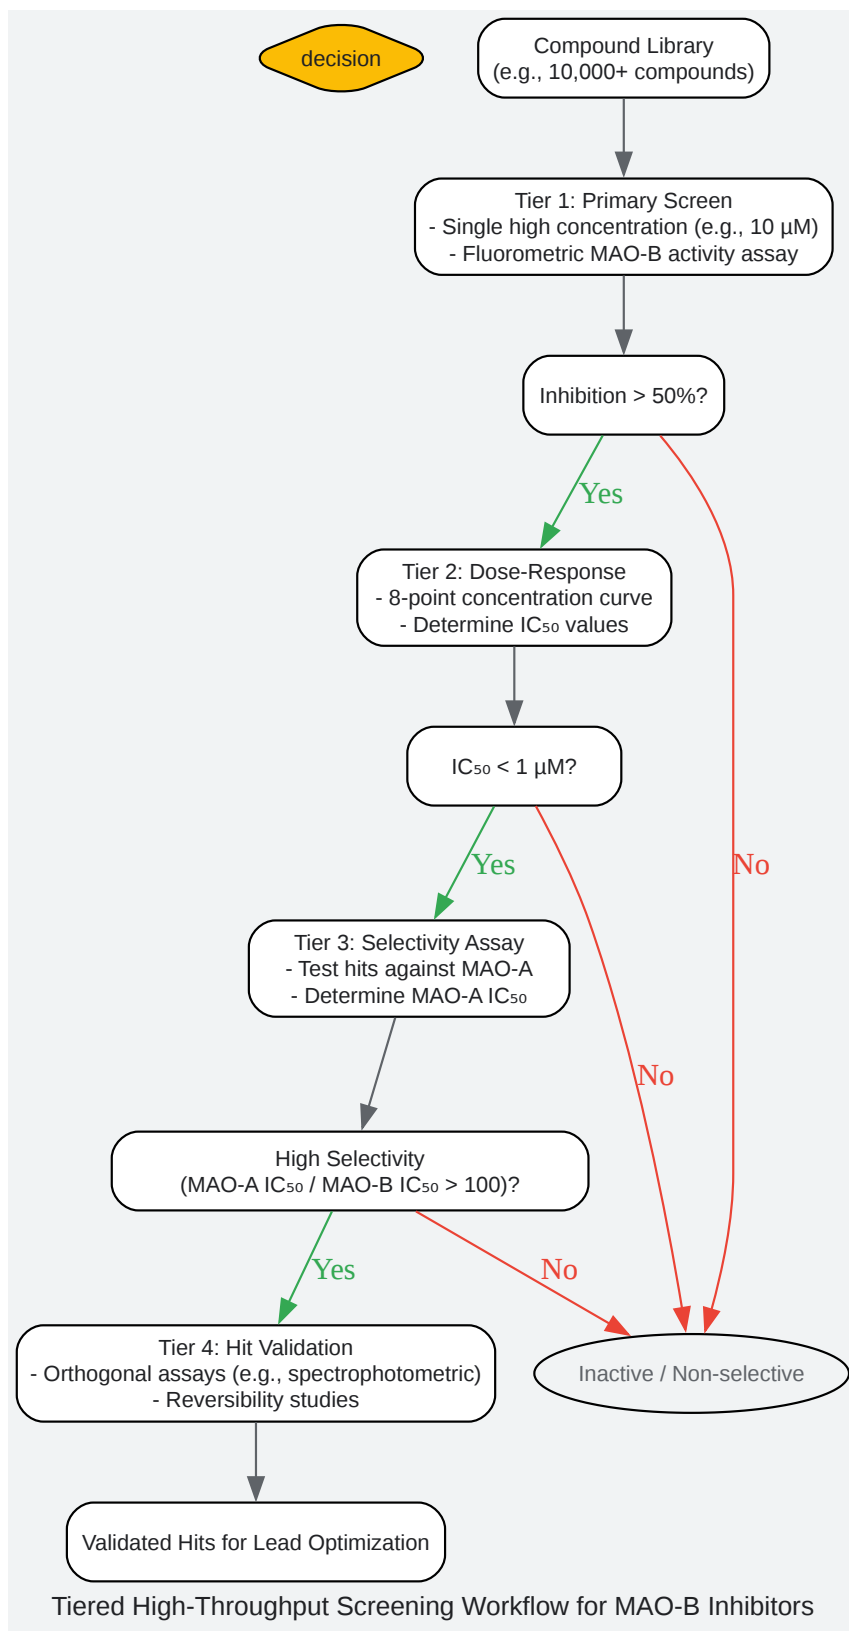 decision
Compound Library
(e.g., 10,000+ compounds)
Tier 1: Primary Screen
- Single high concentration (e.g., 10 µM)
- Fluorometric MAO-B activity assay
Inhibition > 50%?
Yes
Tier 2: Dose-Response
- 8-point concentration curve
- Determine IC₅₀ values
IC₅₀ < 1 µM?
Yes
No
Tier 3: Selectivity Assay
- Test hits against MAO-A
- Determine MAO-A IC₅₀
No
High Selectivity
(MAO-A IC₅₀ / MAO-B IC₅₀ > 100)?
Yes
No
Tier 4: Hit Validation
- Orthogonal assays (e.g., spectrophotometric)
- Reversibility studies
Inactive / Non-selective
Validated Hits for Lead Optimization
Tiered High-Throughput Screening Workflow for MAO-B Inhibitors